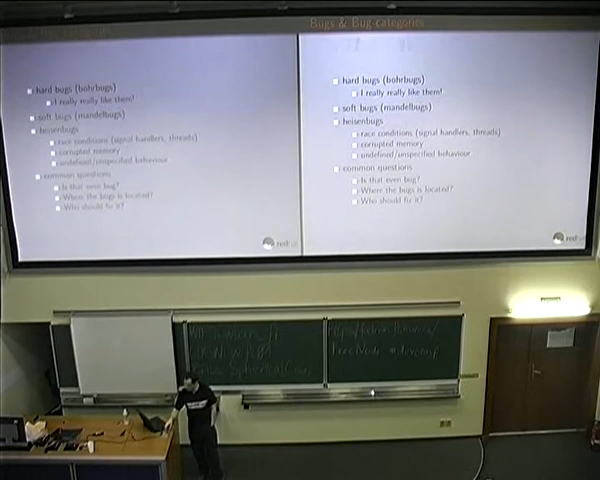 Bugs & Bug-categories
hard bugs (bohrbugs)
I really really like them!
soft bugs (mandelbugs)
heisenbugs
race conditions (signal handlers, threads)
corrupted memory
undefined/unspecified behaviour
common questions
Is that even bug?
Where the bugs is located?
Who should fix it?
hard bugs (bohrbugs)
I really really like them!
soft bugs (mandelbugs)
heisenbugs
race conditions (signal handlers, threads)
corrupted memory
undefined/unspecified behaviour
common questions
Is that even bug?
Where the bugs is located?
Who should fix it?
FreeNode #devconf